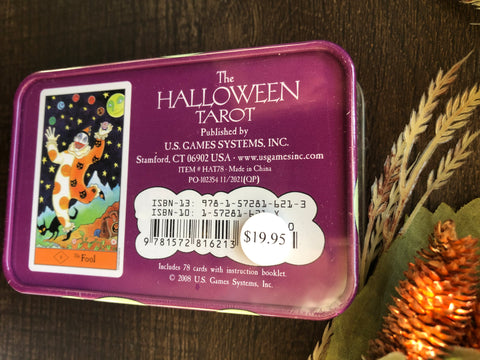 The
HALLOWEEN
TAROT
Published by
U.S. GAMES SYSTEMS, INC.
Stamford, CT 06902 USA · www.usgamesinc.com
ITEM # HAT78 · Made in China
PO-102354 11/2021(QP)
ISBN-13: 978-1-57281-621-3
ISBN-10: 1-57281-621-X
0
9 781572 816213
$19.95
Includes 78 cards with instruction booklet.
© 2008 U.S. Games Systems, Inc.
The Fool